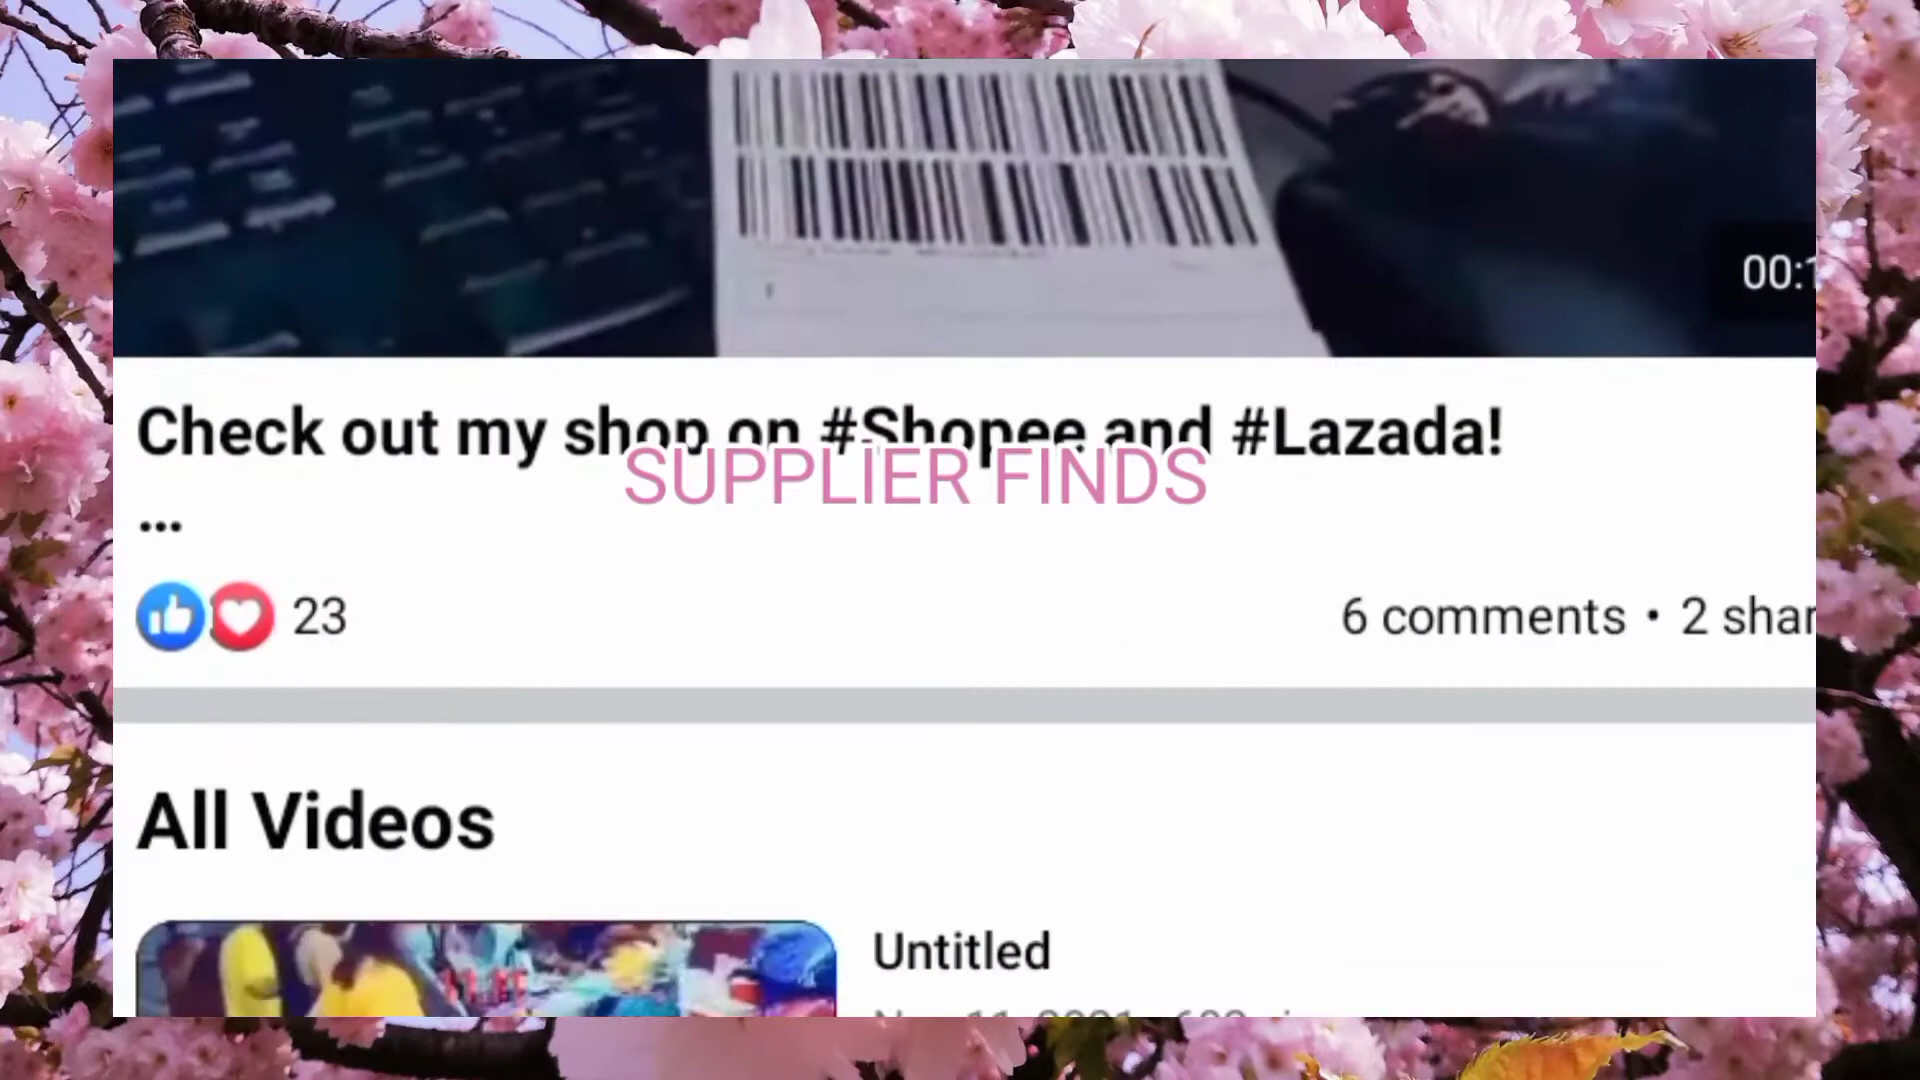 00:1
Check out my shop on #Shopee and #Lazada!
SUPPLIER FINDS
...
23
6 comments • 2 shar
All Videos
Untitled